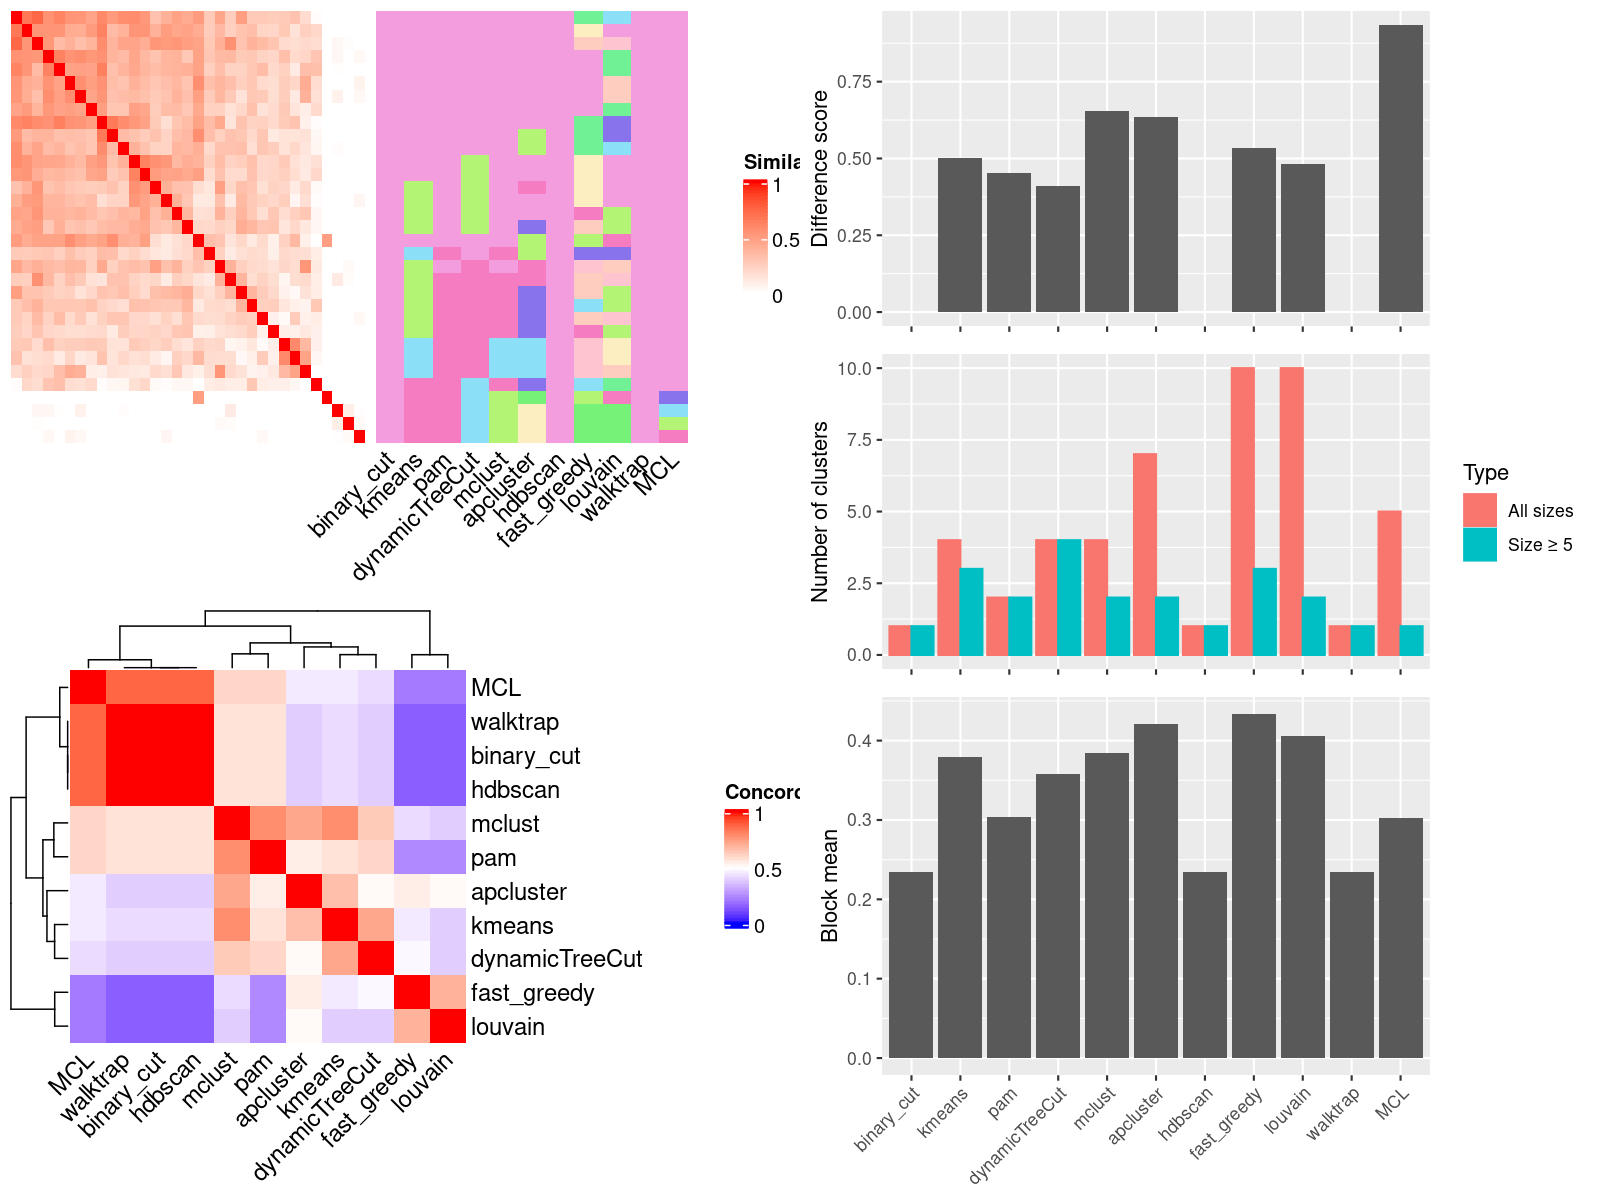 Simila
1
0.5
0
binary_cut
kmeans
pam
dynamicTreeCut
mclust
apcluster
hdbscan
fast_greedy
louvain
walktrap
MCL
MCL
walktrap
binary_cut
hdbscan
mclust
pam
apcluster
kmeans
dynamicTreeCut
fast_greedy
louvain
Concord
1
0.5
0
MCL
walktrap
binary_cut
hdbscan
mclust
pam
apcluster
kmeans
dynamicTreeCut
fast_greedy
louvain
Difference score
0.75
0.50
0.25
0.00
Number of clusters
10.0
7.5
5.0
2.5
0.0
Type
All sizes
Size ≥ 5
Block mean
0.4
0.3
0.2
0.1
0.0
binary_cut
kmeans
pam
dynamicTreeCut
mclust
apcluster
hdbscan
fast_greedy
louvain
walktrap
MCL